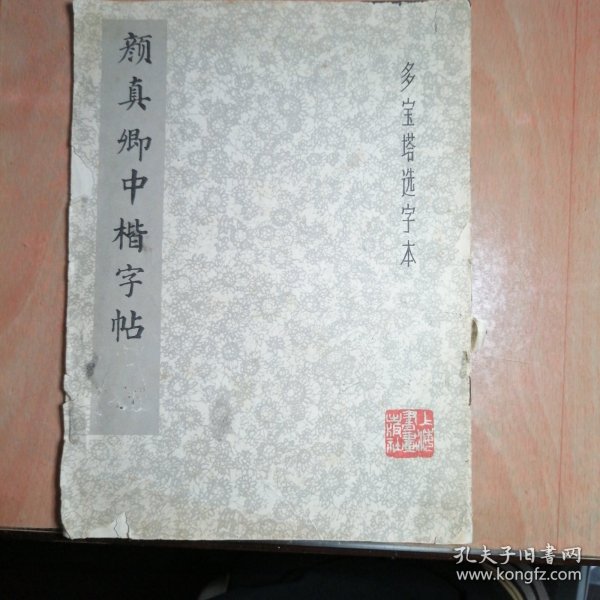 颜真卿中楷字帖
多宝塔选字本
上海
书画
出版社
孔夫子旧书网
www.kongfz.com